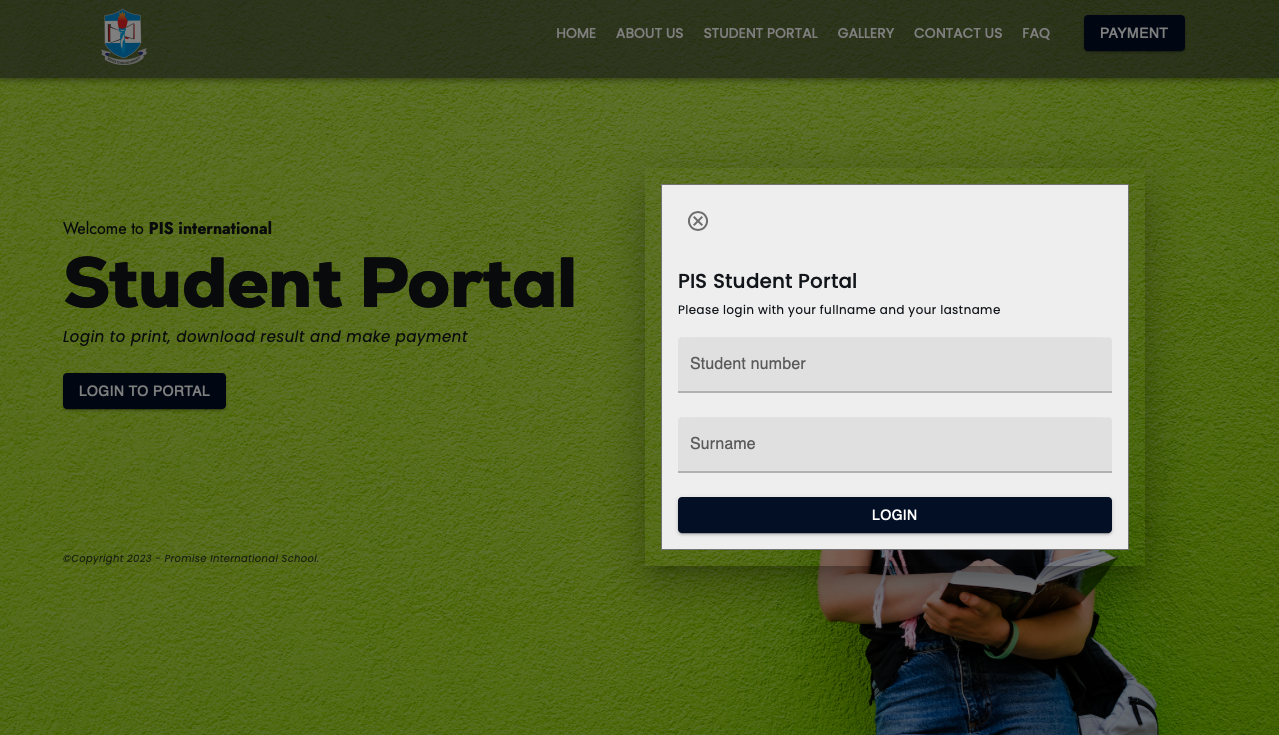 HOME ABOUT US STUDENT PORTAL GALLERY CONTACT US FAQ PAYMENT
Welcome to PIS international
Student Portal
Login to print, download result and make payment
LOGIN TO PORTAL
©Copyright 2023 - Promise International School.
PIS Student Portal
Please login with your fullname and your lastname
Student number
Surname
LOGIN